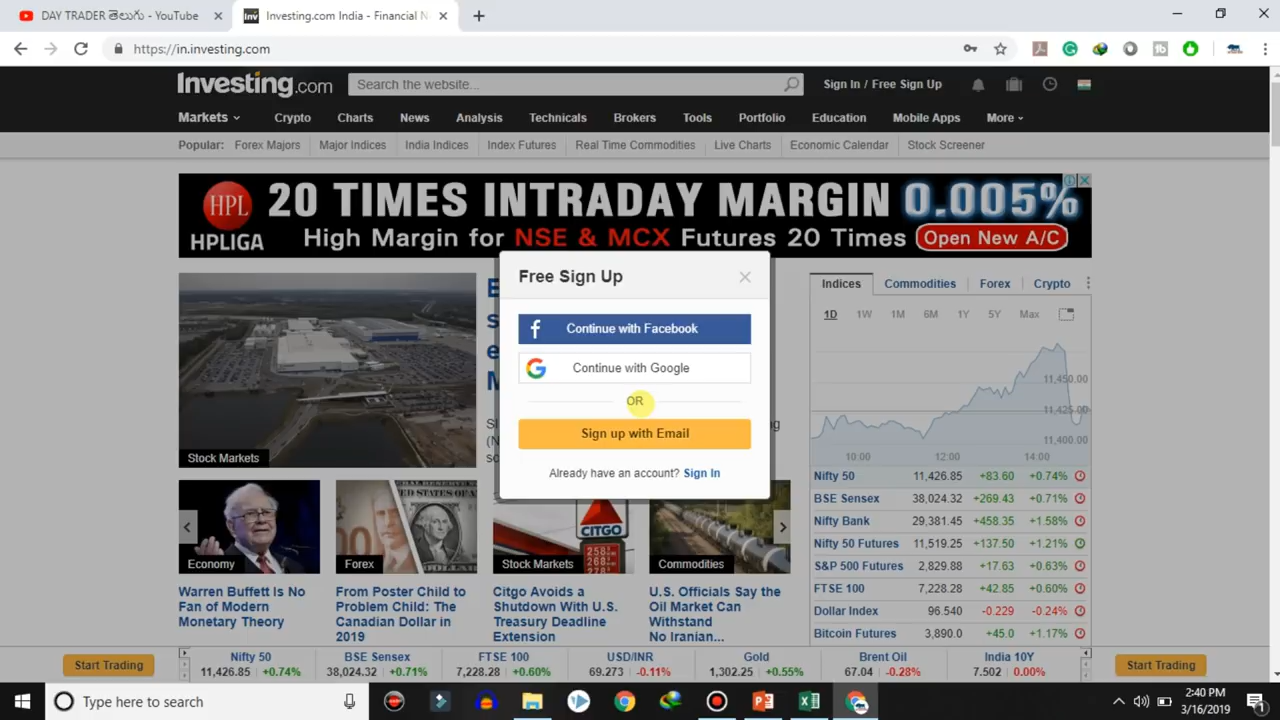 DAY TRADER తెలుగు - YouTube
Investing.com India - Financial N
https://in.investing.com
Investing.com
Search the website...
Sign In / Free Sign Up
Markets
Crypto
Charts
News
Analysis
Technicals
Brokers
Tools
Portfolio
Education
Mobile Apps
More
Popular: Forex Majors Major Indices India Indices Index Futures Real Time Commodities Live Charts Economic Calendar Stock Screener
HPL
HPLIGA
20 TIMES INTRADAY MARGIN 0.005%
High Margin for NSE & MCX Futures 20 Times Open New A/C
Stock Markets
Free Sign Up
Continue with Facebook
Continue with Google
OR
Sign up with Email
Already have an account? Sign In
Indices Commodities Forex Crypto
1D 1W 1M 6M 1Y 5Y Max
11,450.00
11,425.00
11,400.00
10:00 12:00 14:00
Nifty 50 11,426.85 +83.60 +0.74%
BSE Sensex 38,024.32 +269.43 +0.71%
Nifty Bank 29,381.45 +458.35 +1.58%
Nifty 50 Futures 11,519.25 +137.50 +1.21%
S&P 500 Futures 2,829.88 +17.63 +0.63%
FTSE 100 7,228.28 +42.85 +0.60%
Dollar Index 96.540 -0.229 -0.24%
Bitcoin Futures 3,890.0 +45.0 +1.17%
Economy
Warren Buffett Is No
Fan of Modern
Monetary Theory
Forex
From Poster Child to
Problem Child: The
Canadian Dollar in
2019
CITGO
Stock Markets
Citgo Avoids a
Shutdown With U.S.
Treasury Deadline
Extension
Commodities
U.S. Officials Say the
Oil Market Can
Withstand
No Iranian...
Start Trading
Nifty 50
11,426.85 +0.74%
BSE Sensex
38,024.32 +0.71%
FTSE 100
7,228.28 +0.60%
USD/INR
69.273 -0.11%
Gold
1,302.25 +0.55%
Brent Oil
67.04 -0.28%
India 10Y
7.502 0.00%
Start Trading
Type here to search
2:40 PM
3/16/2019